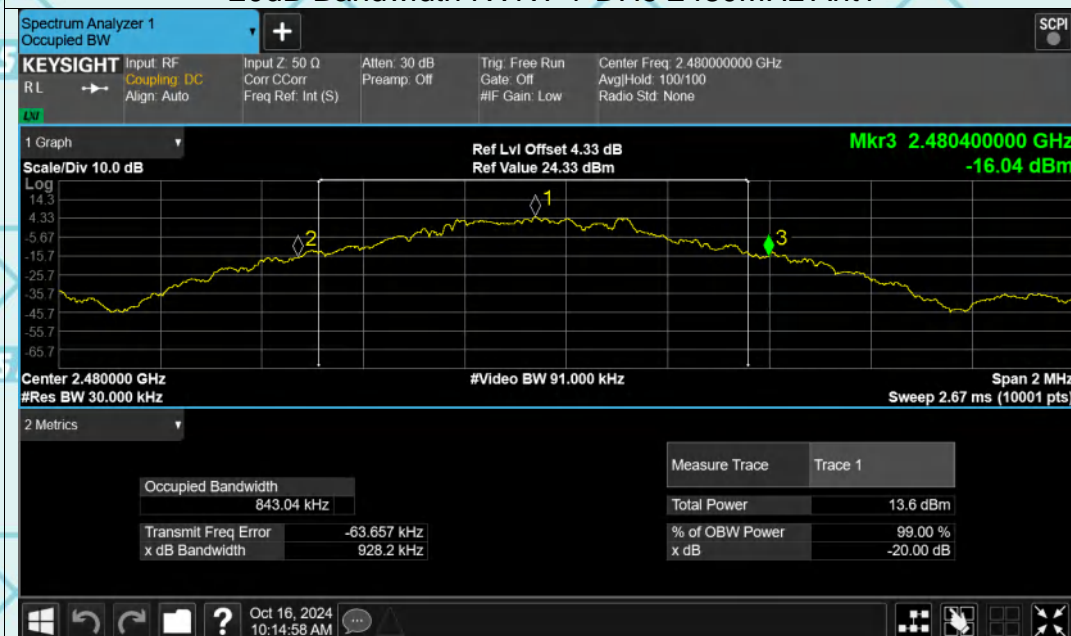 Spectrum Analyzer 1
Occupied BW
+
SCPI
KEYSIGHT
RL
LXI
Input: RF
Coupling: DC
Align: Auto
Input Z: 50 Ω
Corr CCorr
Freq Ref: Int (S)
Atten: 30 dB
Preamp: Off
Trig: Free Run
Gate: Off
#IF Gain: Low
Center Freq: 2.480000000 GHz
Avg|Hold: 100/100
Radio Std: None
1 Graph
Scale/Div 10.0 dB
Ref Lvl Offset 4.33 dB
Ref Value 24.33 dBm
Mkr3 2.480400000 GHz
-16.04 dBm
Log
14.3
4.33
-5.67
-15.7
-25.7
-35.7
-45.7
-55.7
-65.7
1
2
3
Center 2.480000 GHz
#Res BW 30.000 kHz
#Video BW 91.000 kHz
Span 2 MHz
Sweep 2.67 ms (10001 pts)
2 Metrics
Occupied Bandwidth
843.04 kHz
Transmit Freq Error -63.657 kHz
x dB Bandwidth 928.2 kHz
Measure Trace Trace 1
Total Power 13.6 dBm
% of OBW Power 99.00 %
x dB -20.00 dB
?
Oct 16, 2024
10:14:58 AM